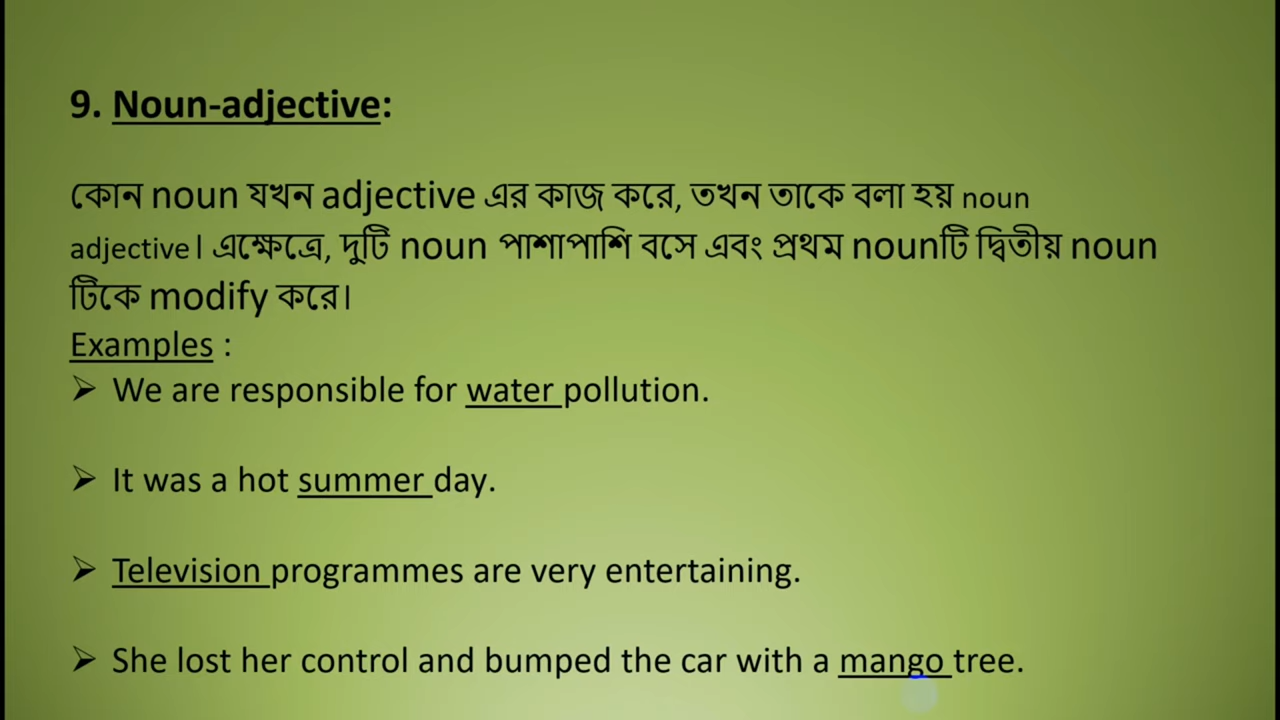 9. Noun-adjective:
কোন noun যখন adjective এর কাজ করে, তখন তাকে বলা হয় noun
adjective। এক্ষেত্রে, দুটি noun পাশাপাশি বসে এবং প্রথম nounটি দ্বিতীয় noun
টিকে modify করে।
Examples :
➢ We are responsible for water pollution.
➢ It was a hot summer day.
➢ Television programmes are very entertaining.
➢ She lost her control and bumped the car with a mango tree.